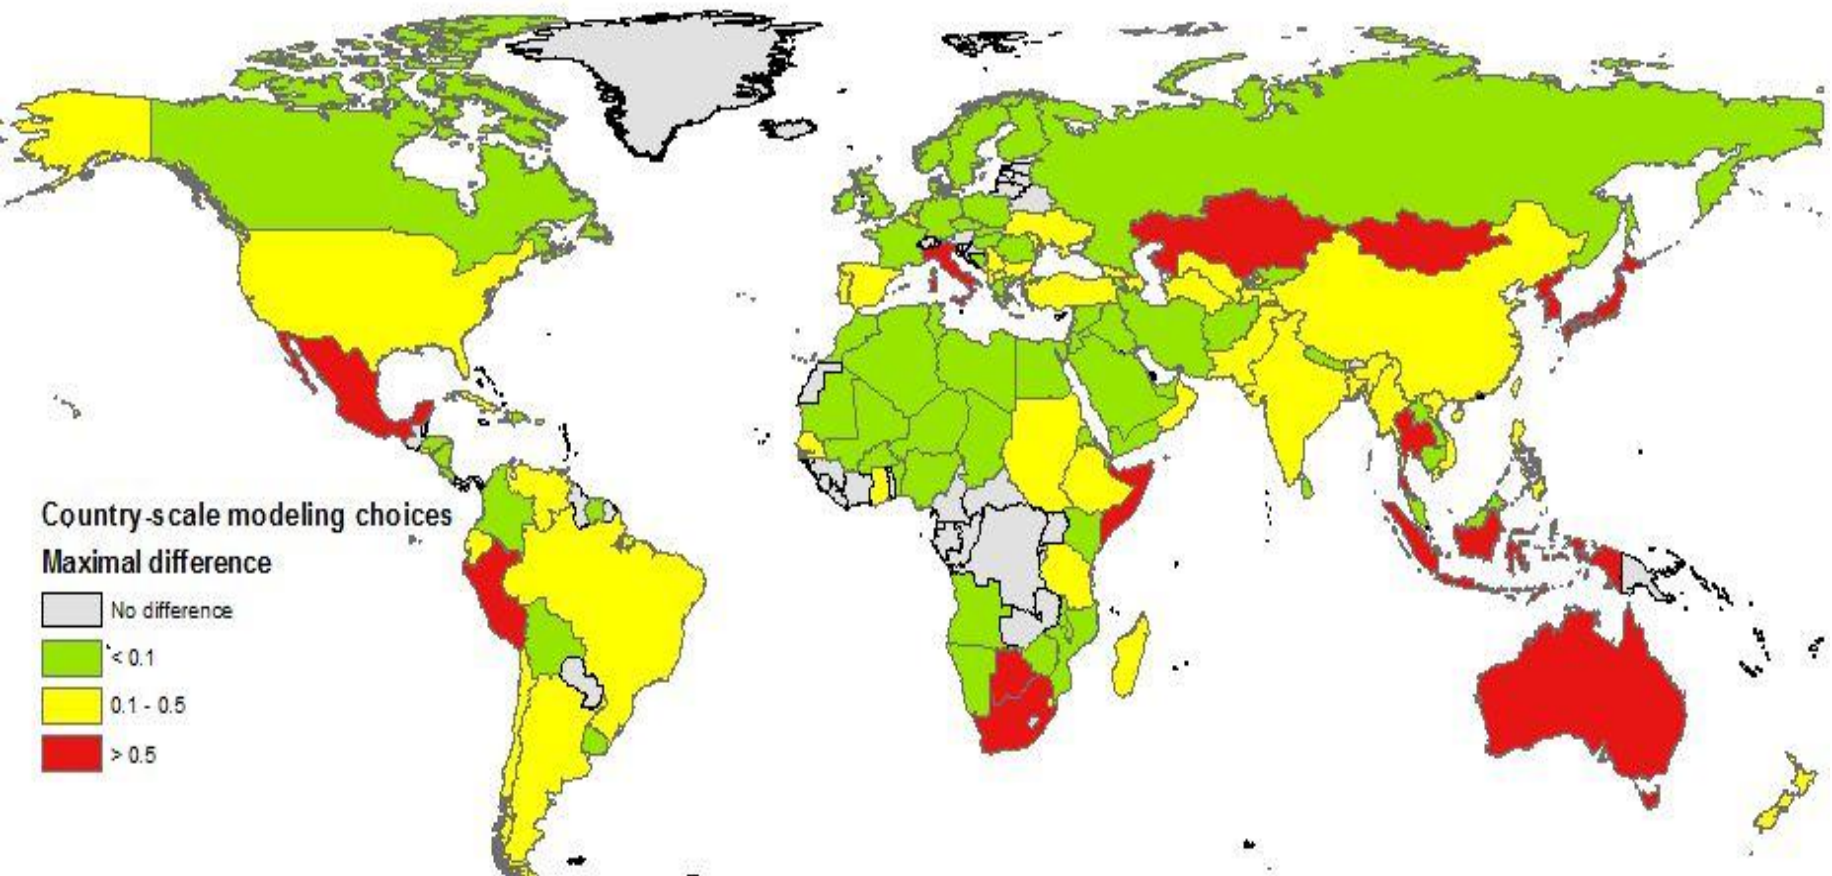 Country-scale modeling choices
Maximal difference
No difference
< 0.1
0.1 - 0.5
> 0.5